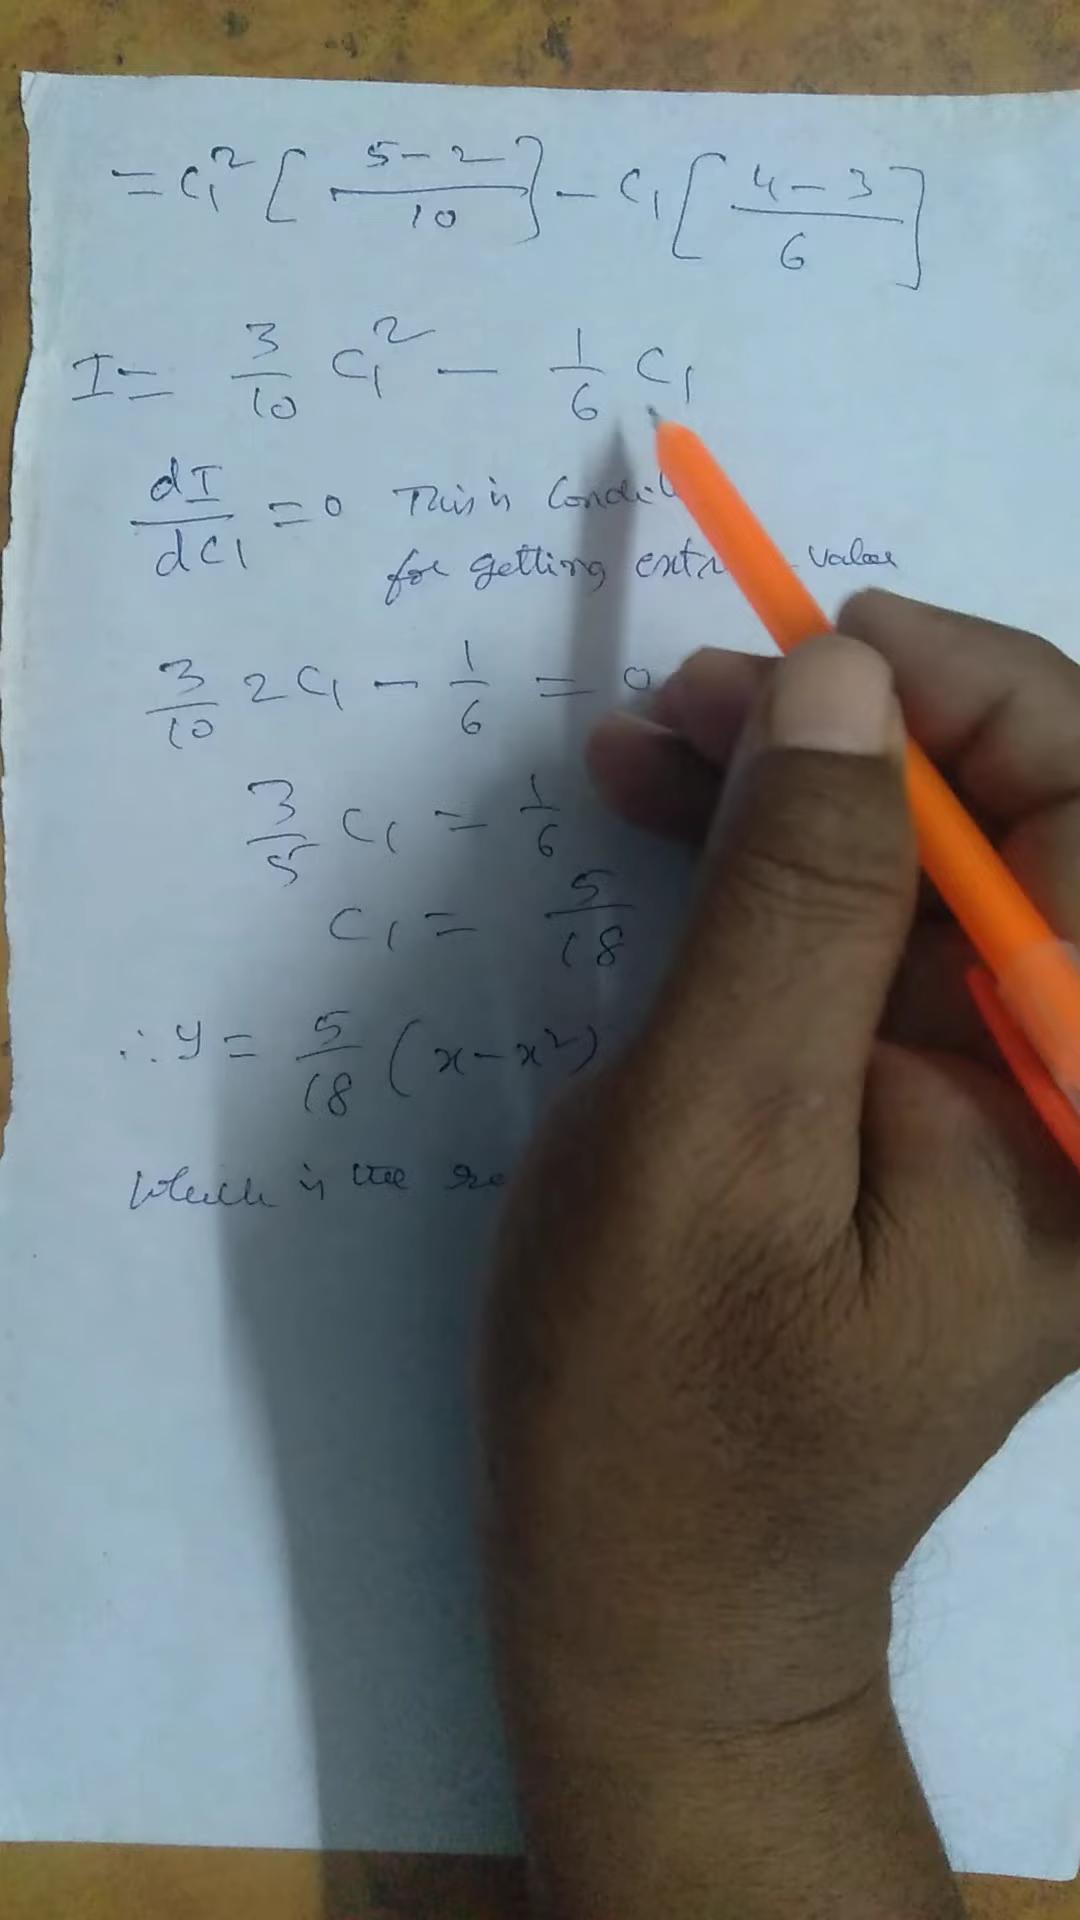 = C₁² [ (5-2)/10 ] - C₁ [ (4-3)/6 ]
I = 3/10 C₁² - 1/6 C₁
dI/dC₁ = 0 This is
for getting value
3/10 2C₁ - 1/6 = 0
3/5 C₁ = 1/6
C₁ = 5/18
∴ y = 5/18 (x - x²)
which is the